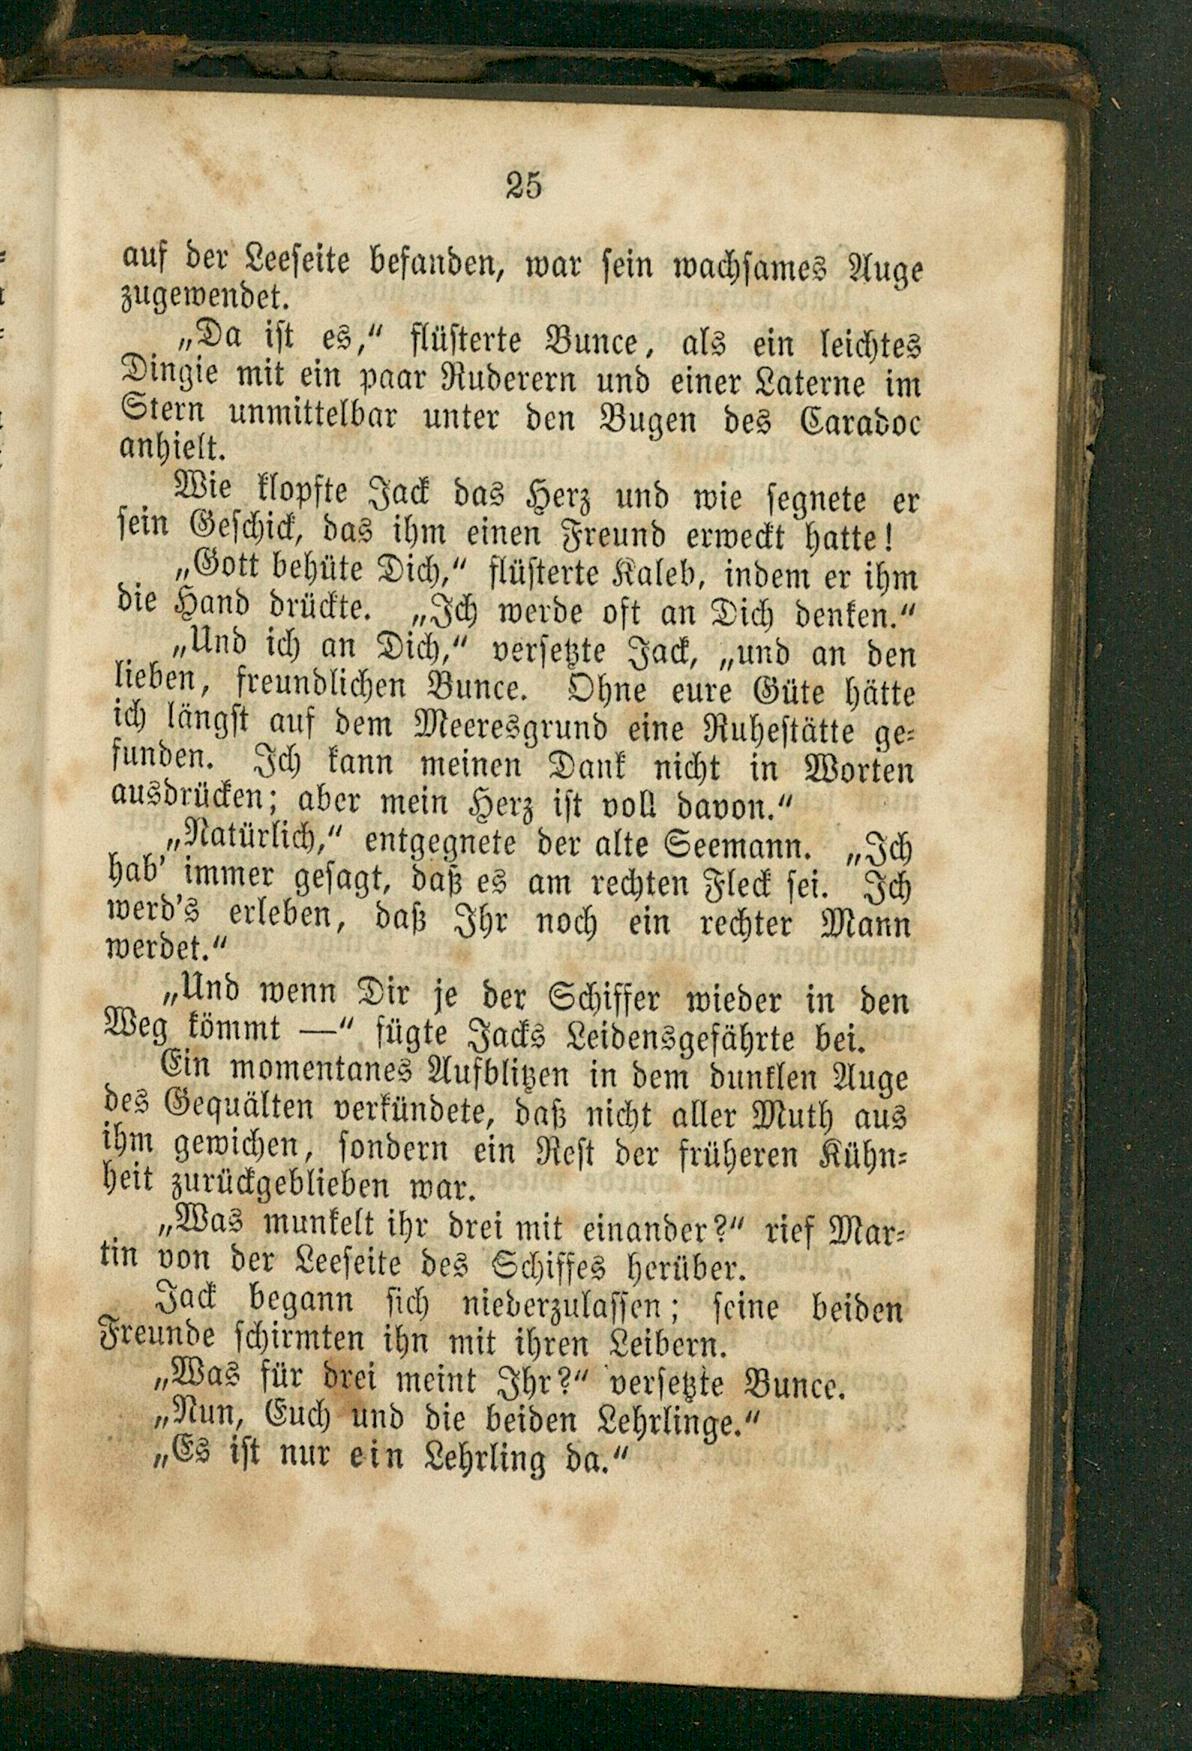 25
auf der Leeseite befanden, war sein wachsames Auge
zugewendet.
„Da ist es,“ flüsterte Bunce, als ein leichtes
Dingie mit ein paar Ruderern und einer Laterne im
Stern unmittelbar unter den Bugen des Caradoc
anhielt.
Wie klopfte Jack das Herz und wie segnete er
sein Geschick, das ihm einen Freund erweckt hatte!
„Gott behüte Dich,“ flüsterte Kaleb, indem er ihm
die Hand drückte. „Ich werde oft an Dich denken.“
„Und ich an Dich,“ versetzte Jack, „und an den
lieben, freundlichen Bunce. Ohne eure Güte hätte
ich längst auf dem Meeresgrund eine Ruhestätte ge-
funden. Ich kann meinen Dank nicht in Worten
ausdrücken; aber mein Herz ist voll davon.“
„Natürlich,“ entgegnete der alte Seemann. „Ich
hab' immer gesagt, daß es am rechten Fleck sei. Ich
werd's erleben, daß Ihr noch ein rechter Mann
werdet.“
„Und wenn Dir je der Schiffer wieder in den
Weg kömmt —“ fügte Jacks Leidensgefährte bei.
Ein momentanes Aufblitzen in dem dunklen Auge
des Gequälten verkündete, daß nicht aller Muth aus
ihm gewichen, sondern ein Rest der früheren Kühn-
heit zurückgeblieben war.
„Was munkelt ihr drei mit einander?“ rief Mar-
tin von der Leeseite des Schiffes herüber.
Jack begann sich niederzulassen; seine beiden
Freunde schirmten ihn mit ihren Leibern.
„Was für drei meint Ihr?“ versetzte Bunce.
„Nun, Euch und die beiden Lehrlinge.“
„Es ist nur ein Lehrling da.“